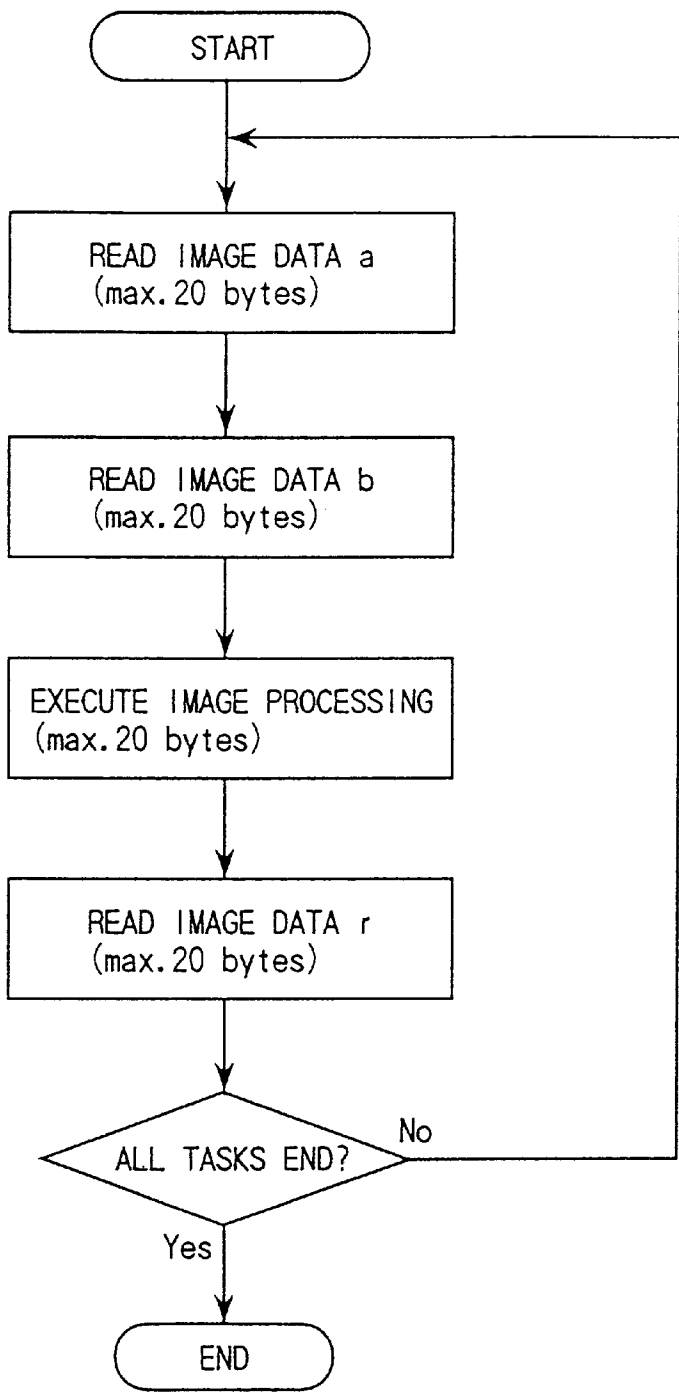 START
READ IMAGE DATA a
(max.20 bytes)
READ IMAGE DATA b
(max.20 bytes)
EXECUTE IMAGE PROCESSING
(max.20 bytes)
READ IMAGE DATA r
(max.20 bytes)
ALL TASKS END?
No
Yes
END